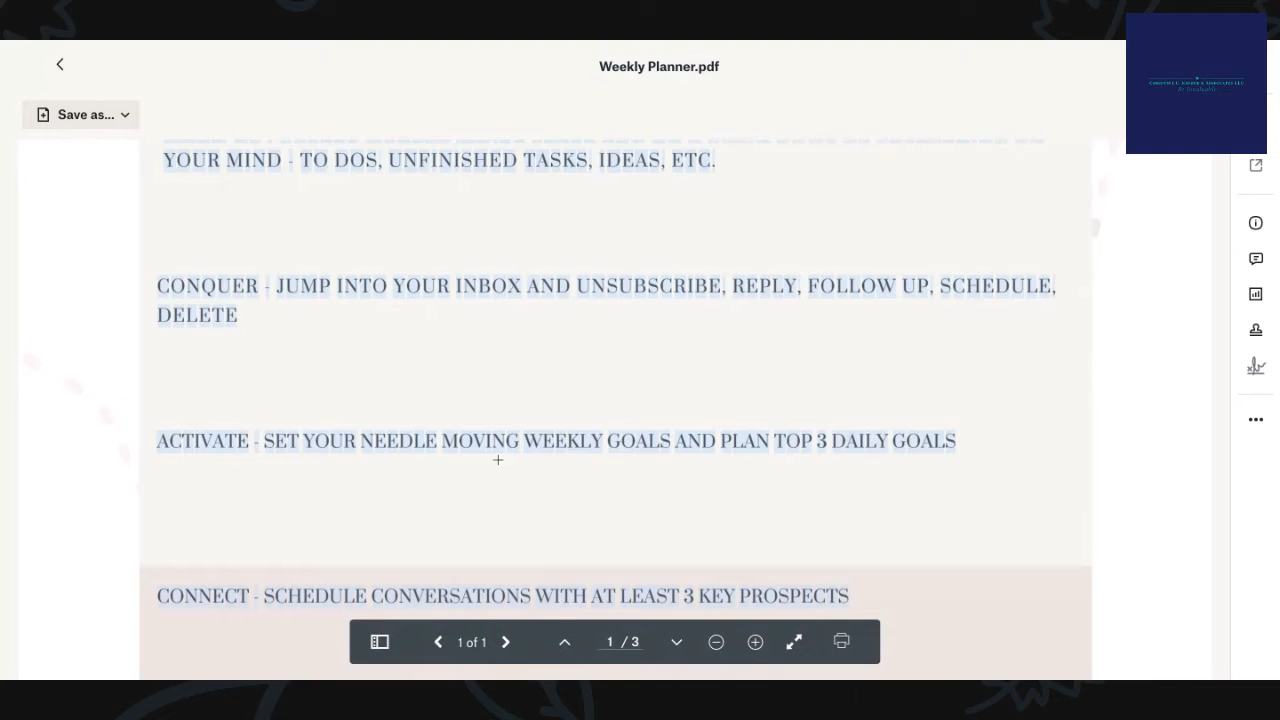 Weekly Planner.pdf
Save as...
YOUR MIND - TO DOS, UNFINISHED TASKS, IDEAS, ETC.
CONQUER - JUMP INTO YOUR INBOX AND UNSUBSCRIBE, REPLY, FOLLOW UP, SCHEDULE,
DELETE
ACTIVATE - SET YOUR NEEDLE MOVING WEEKLY GOALS AND PLAN TOP 3 DAILY GOALS
CONNECT - SCHEDULE CONVERSATIONS WITH AT LEAST 3 KEY PROSPECTS
1 of 1
1 / 3